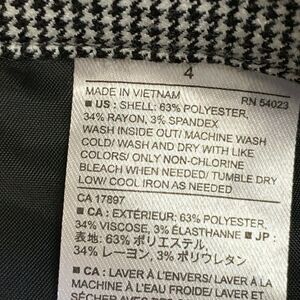 4
MADE IN VIETNAM RN 54023
■ US : SHELL: 63% POLYESTER,
34% RAYON, 3% SPANDEX
WASH INSIDE OUT/ MACHINE WASH
COLD/ WASH AND DRY WITH LIKE
COLORS/ ONLY NON-CHLORINE
BLEACH WHEN NEEDED/ TUMBLE DRY
LOW/ COOL IRON AS NEEDED
CA 17897
■ CA : EXTÉRIEUR: 63% POLYESTER,
34% VISCOSE, 3% ÉLASTHANNE ■ JP :
表地: 63% ポリエステル,
34% レーヨン, 3% ポリウレタン
■ CA : LAVER À L'ENVERS/ LAVER À LA
MACHINE À L'EAU FROIDE/ LAVER ET
SÉCHER AVEC